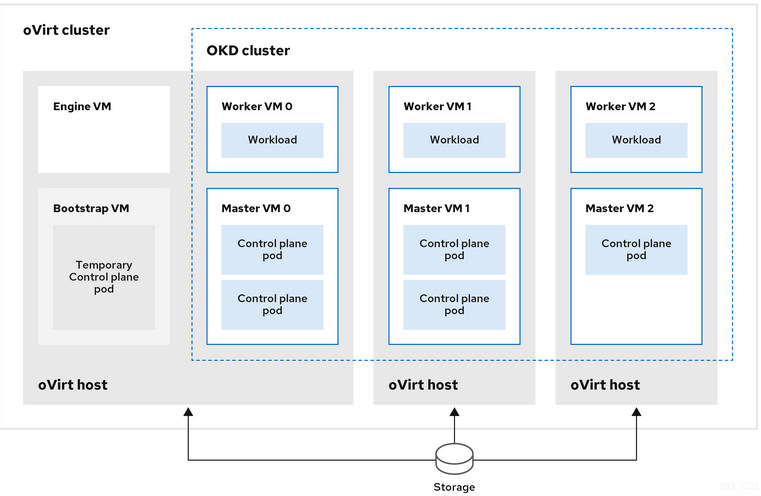 oVirt cluster
OKD cluster
Engine VM
Worker VM 0
Workload
Worker VM 1
Workload
Worker VM 2
Workload
Bootstrap VM
Temporary
Control plane
pod
Master VM 0
Control plane
pod
Control plane
pod
Master VM 1
Control plane
pod
Control plane
pod
Master VM 2
Control plane
pod
oVirt host
oVirt host
oVirt host
Storage